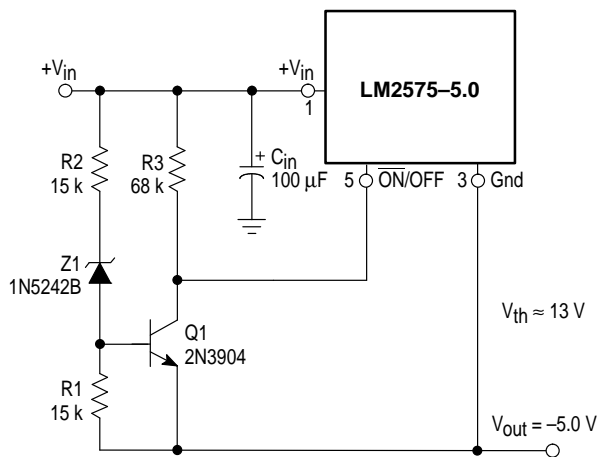 +Vin
+Vin
1
LM2575–5.0
R2
15 k
R3
68 k
+
Cin
100 µF
5
ON/OFF
3
Gnd
Z1
1N5242B
Q1
2N3904
Vth ≈ 13 V
R1
15 k
Vout = –5.0 V